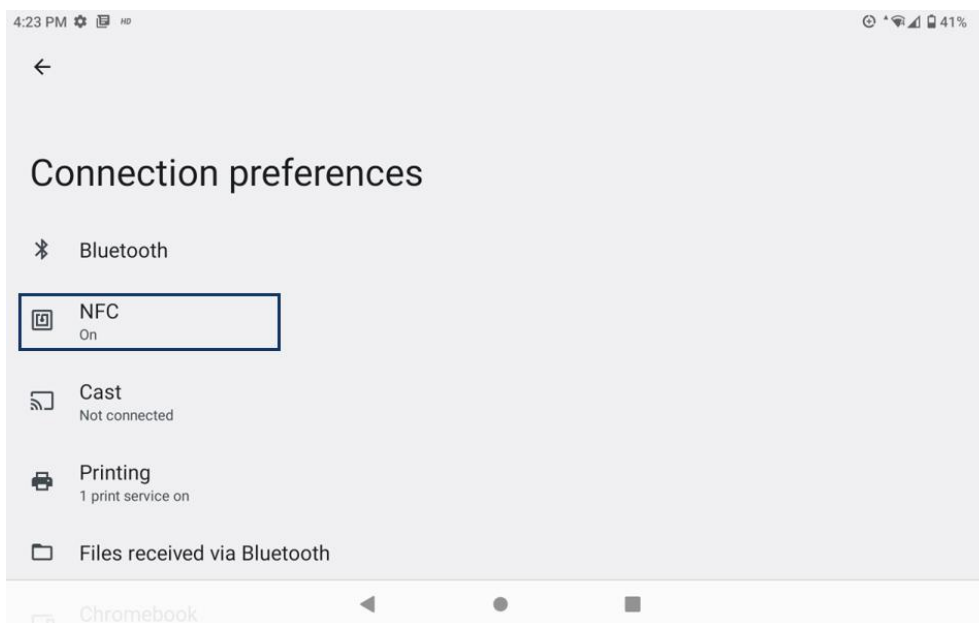 4:23 PM HD 41%
Connection preferences
Bluetooth
NFC
On
Cast
Not connected
Printing
1 print service on
Files received via Bluetooth
Chromebook